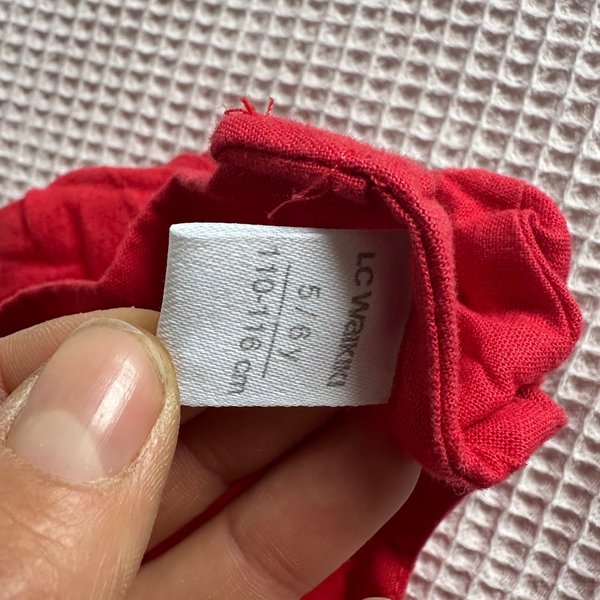 LC WAIKIKI
5 / 6 y
110-116 cm